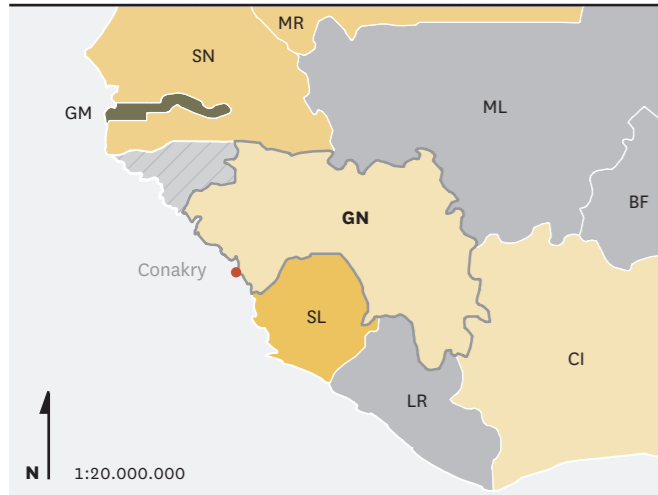 MR
SN
GM
ML
BF
GN
Conakry
SL
CI
LR
N 1:20.000.000